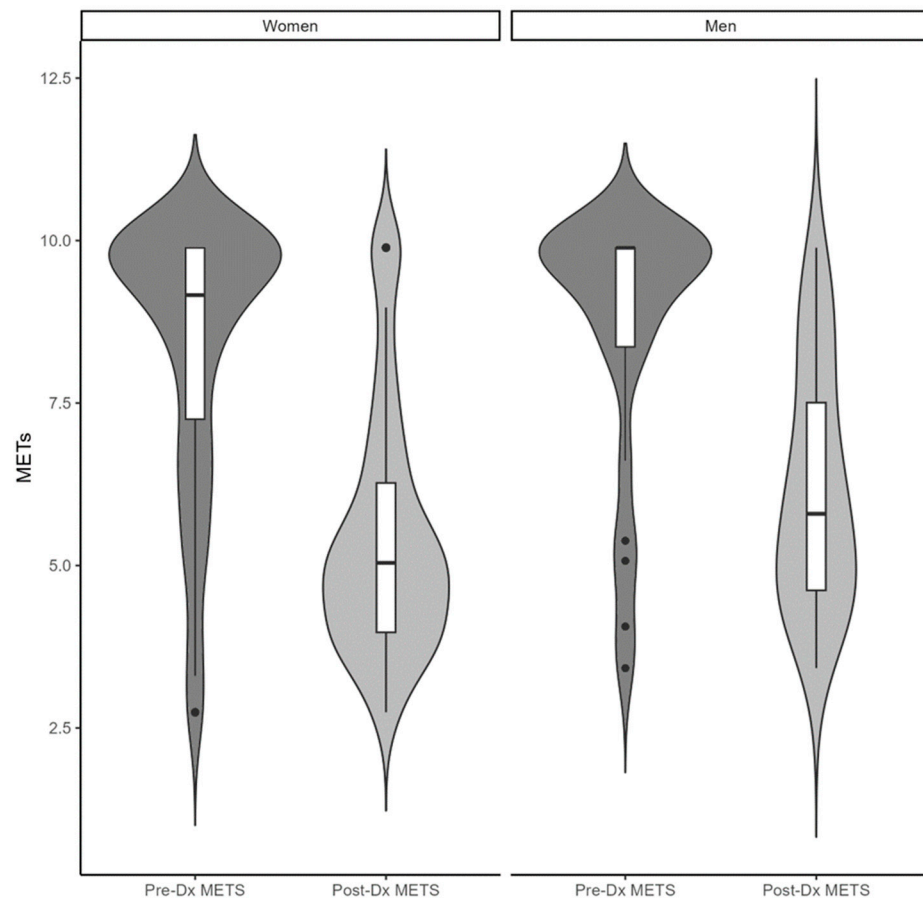 Women Men
12.5
10.0
7.5
5.0
2.5
METs
Pre-Dx METS Post-Dx METS Pre-Dx METS Post-Dx METS